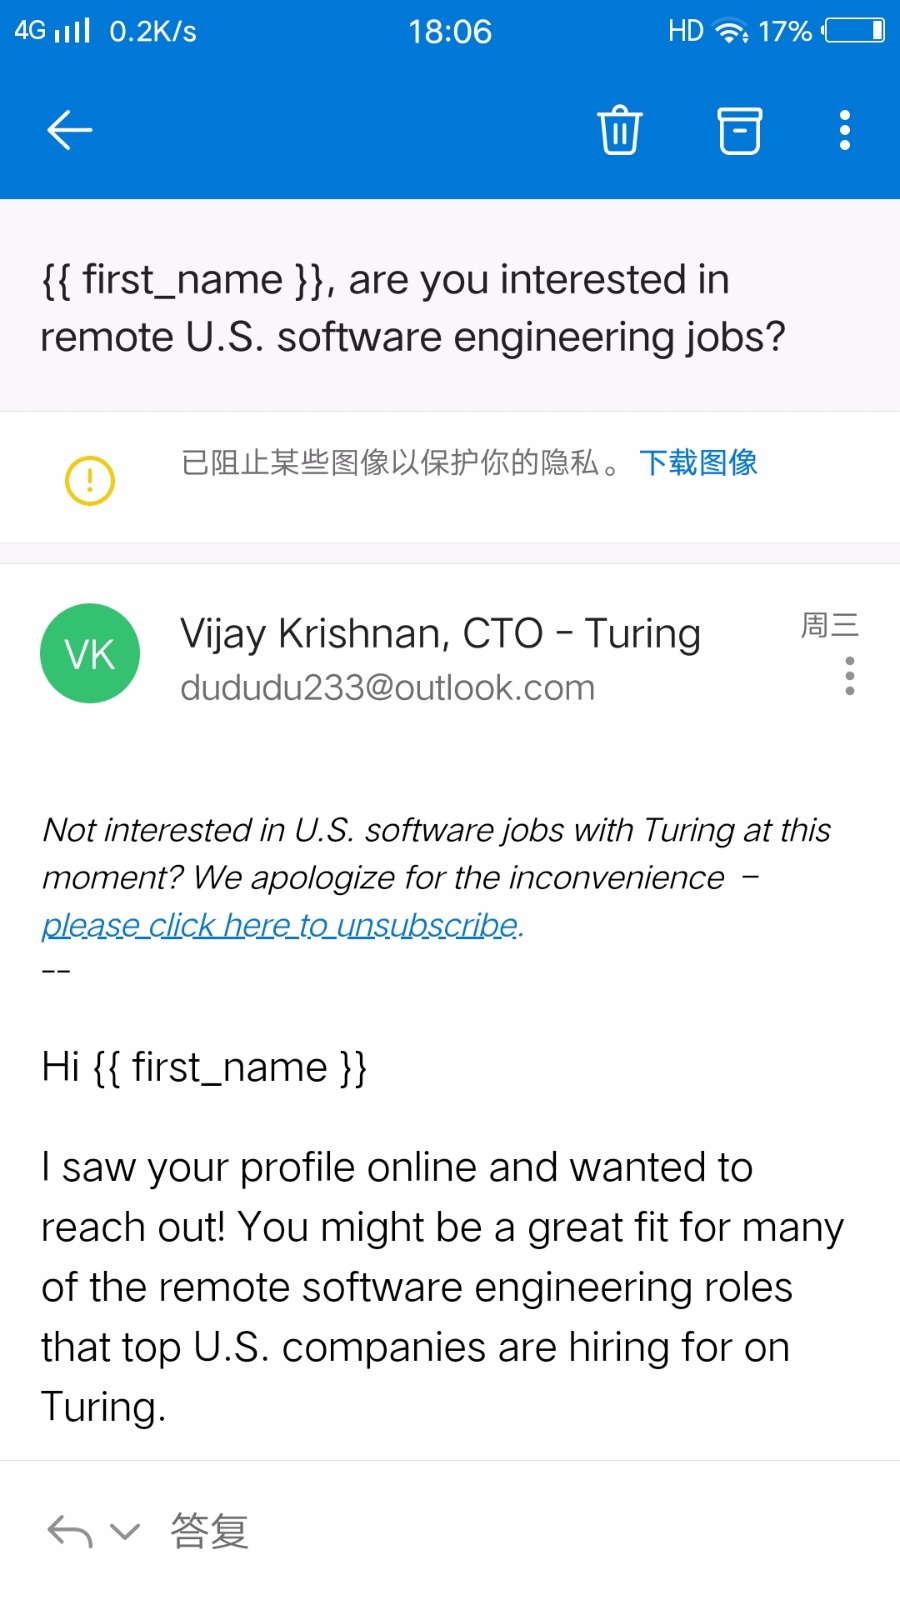 4G 0.2K/s 18:06 HD 17%
{{ first_name }}, are you interested in
remote U.S. software engineering jobs?
已阻止某些图像以保护你的隐私。 下载图像
VK
Vijay Krishnan, CTO - Turing 周三
dududu233@outlook.com
Not interested in U.S. software jobs with Turing at this
moment? We apologize for the inconvenience –
please click here to unsubscribe.
--
Hi {{ first_name }}
I saw your profile online and wanted to
reach out! You might be a great fit for many
of the remote software engineering roles
that top U.S. companies are hiring for on
Turing.
答复